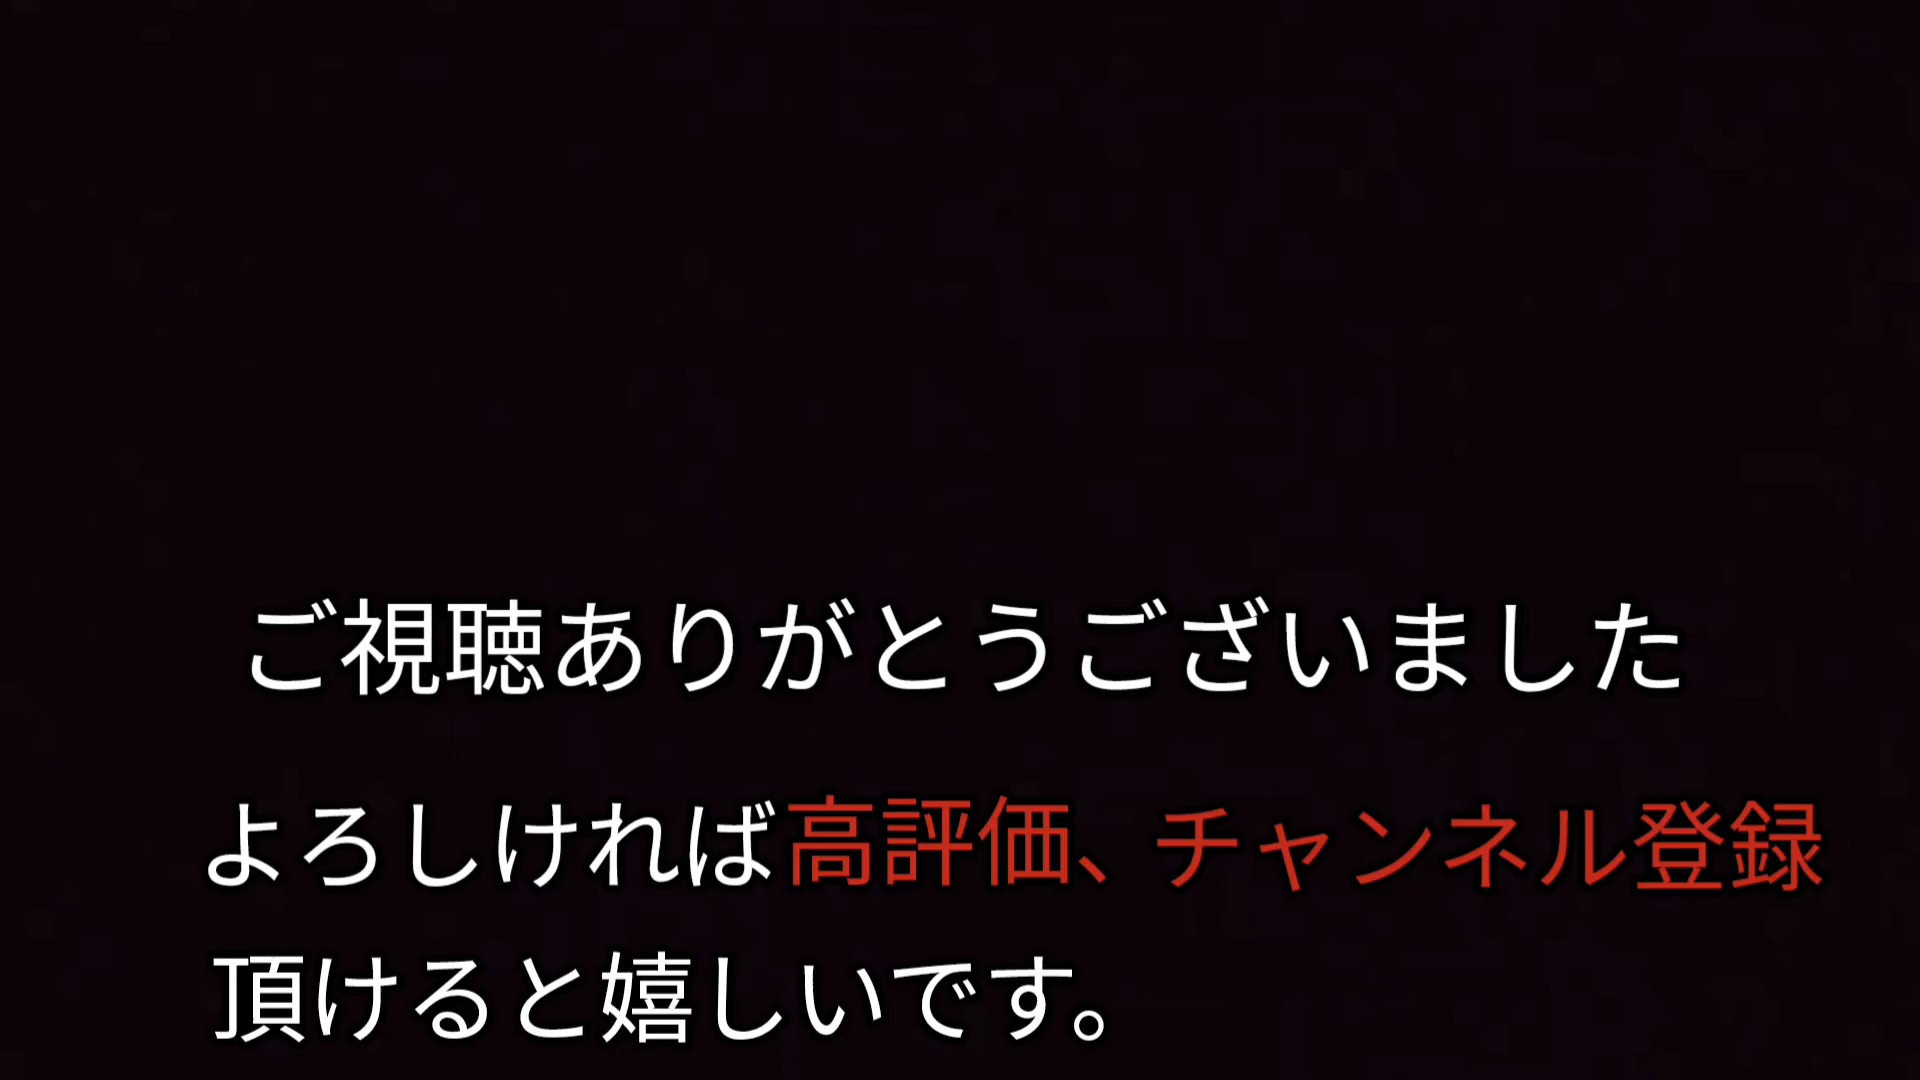 ご視聴ありがとうございました
よろしければ高評価、チャンネル登録
頂けると嬉しいです。